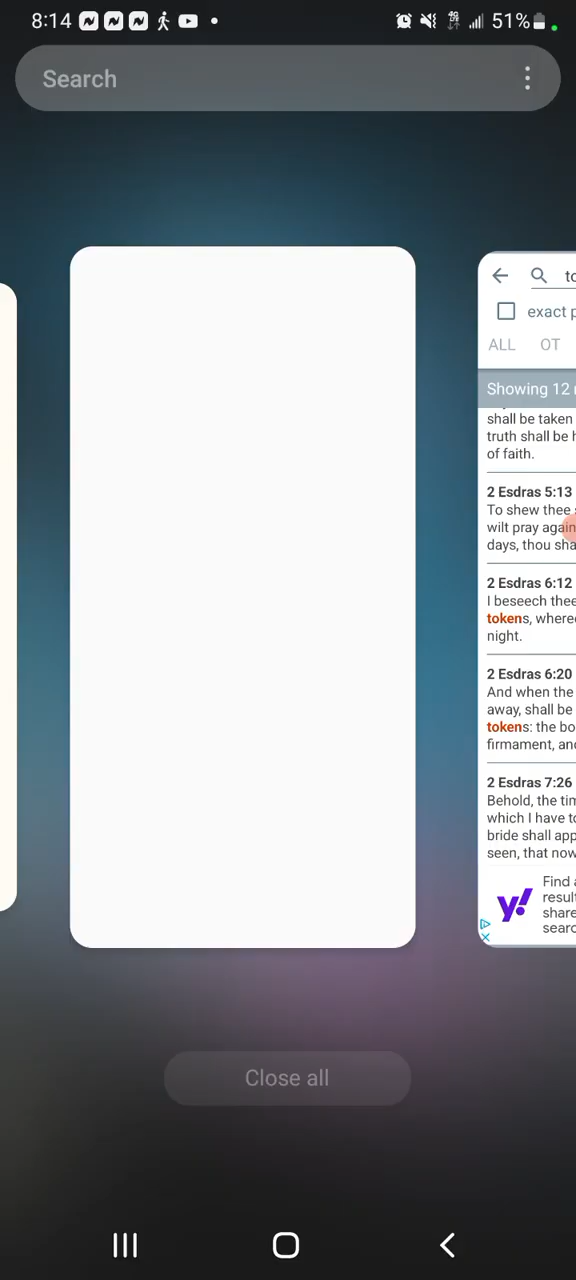 8:14
51%
Search
to
exact p
ALL OT
Showing 12
shall be taken
truth shall be h
of faith.
2 Esdras 5:13
To shew thee
wilt pray again
days, thou sha
2 Esdras 6:12
I beseech thee
tokens, where
night.
2 Esdras 6:20
And when the
away, shall be
tokens: the bo
firmament, an
2 Esdras 7:26
Behold, the tim
which I have to
bride shall app
seen, that now
Find a
result
share
searc
y!
Close all